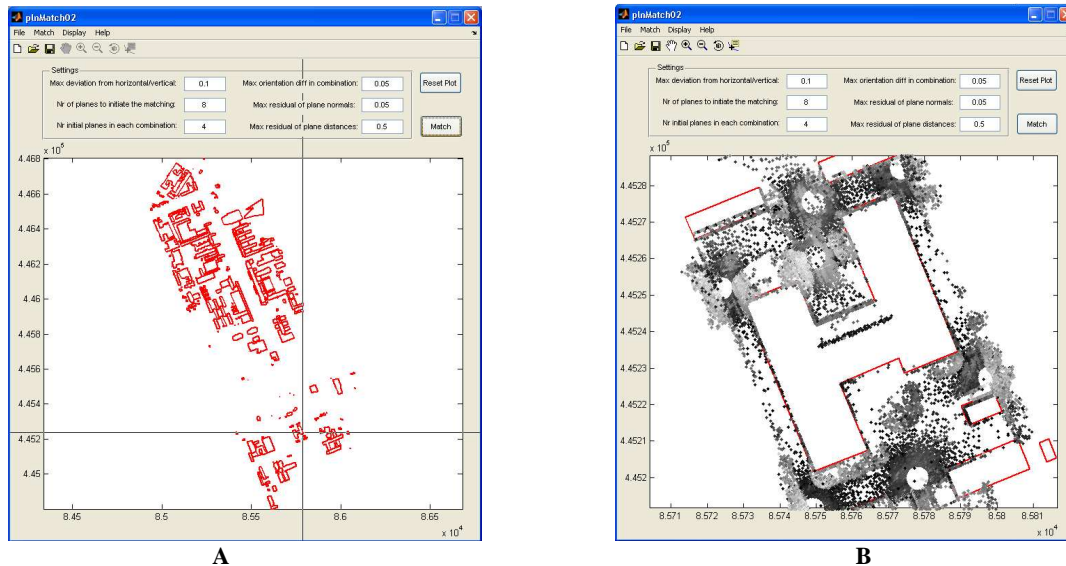 plnMatch02
File Match Display Help
Settings
Max deviation from horizontal/vertical: 0.1 Max orientation diff in combination: 0.05 Reset Plot
Nr of planes to initiate the matching: 8 Max residual of plane normals: 0.05
Nr initial planes in each combination: 4 Max residual of plane distances: 0.5 Match
x 10^5
4.468
4.466
4.464
4.462
4.46
4.458
4.456
4.454
4.452
4.45
8.45 8.5 8.55 8.6 8.65
x 10^4
A
plnMatch02
File Match Display Help
Settings
Max deviation from horizontal/vertical: 0.1 Max orientation diff in combination: 0.05 Reset Plot
Nr of planes to initiate the matching: 8 Max residual of plane normals: 0.05
Nr initial planes in each combination: 4 Max residual of plane distances: 0.5 Match
x 10^5
4.4528
4.4527
4.4526
4.4525
4.4524
4.4523
4.4522
4.4521
4.452
8.571 8.572 8.573 8.574 8.575 8.576 8.577 8.578 8.579 8.58 8.581
x 10^4
B